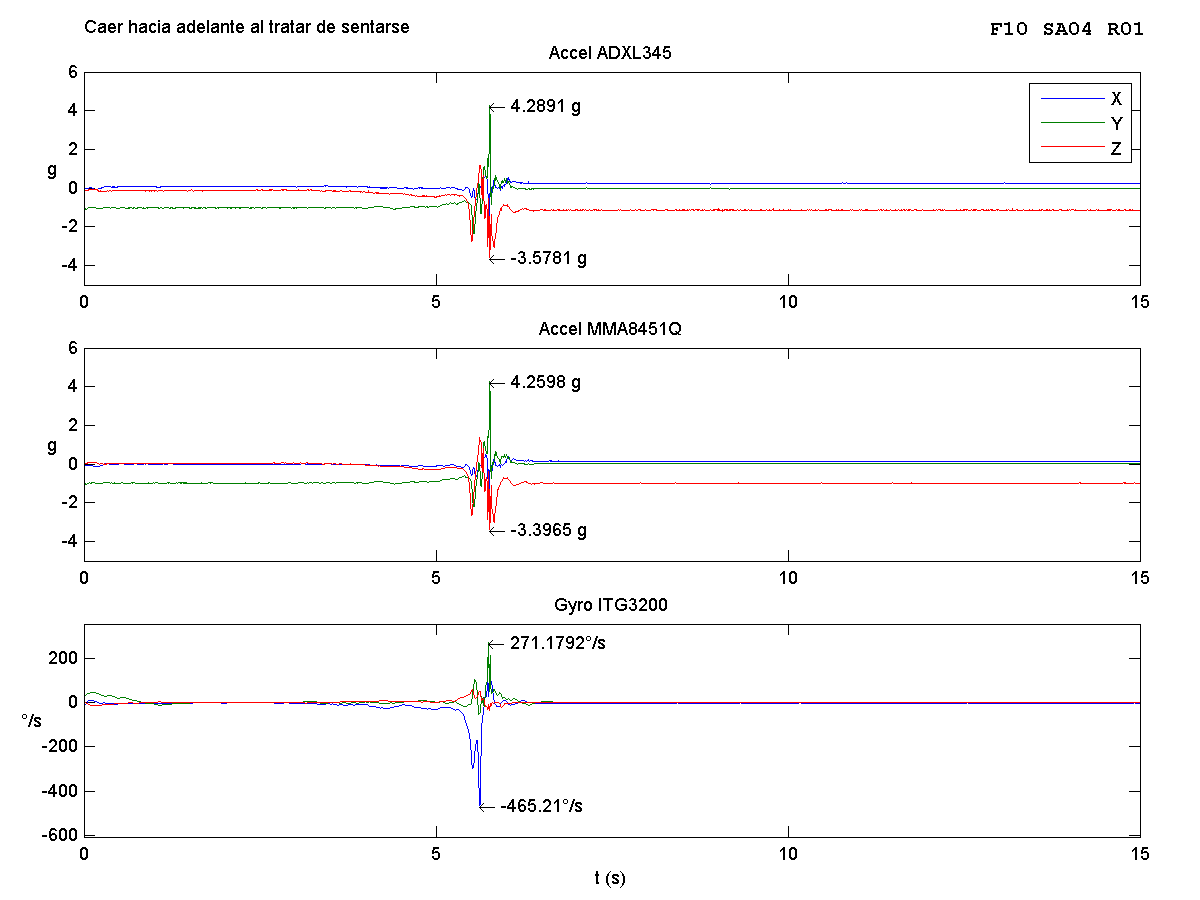 Caer hacia adelante al tratar de sentarse
F10 SA04 R01
Accel ADXL345
6
4
2
0
-2
-4
g
4.2891 g
-3.5781 g
X
Y
Z
0 5 10 15
Accel MMA8451Q
6
4
2
0
-2
-4
g
4.2598 g
-3.3965 g
0 5 10 15
Gyro ITG3200
200
0
-200
-400
-600
°/s
271.1792°/s
-465.21°/s
0 5 10 15
t (s)